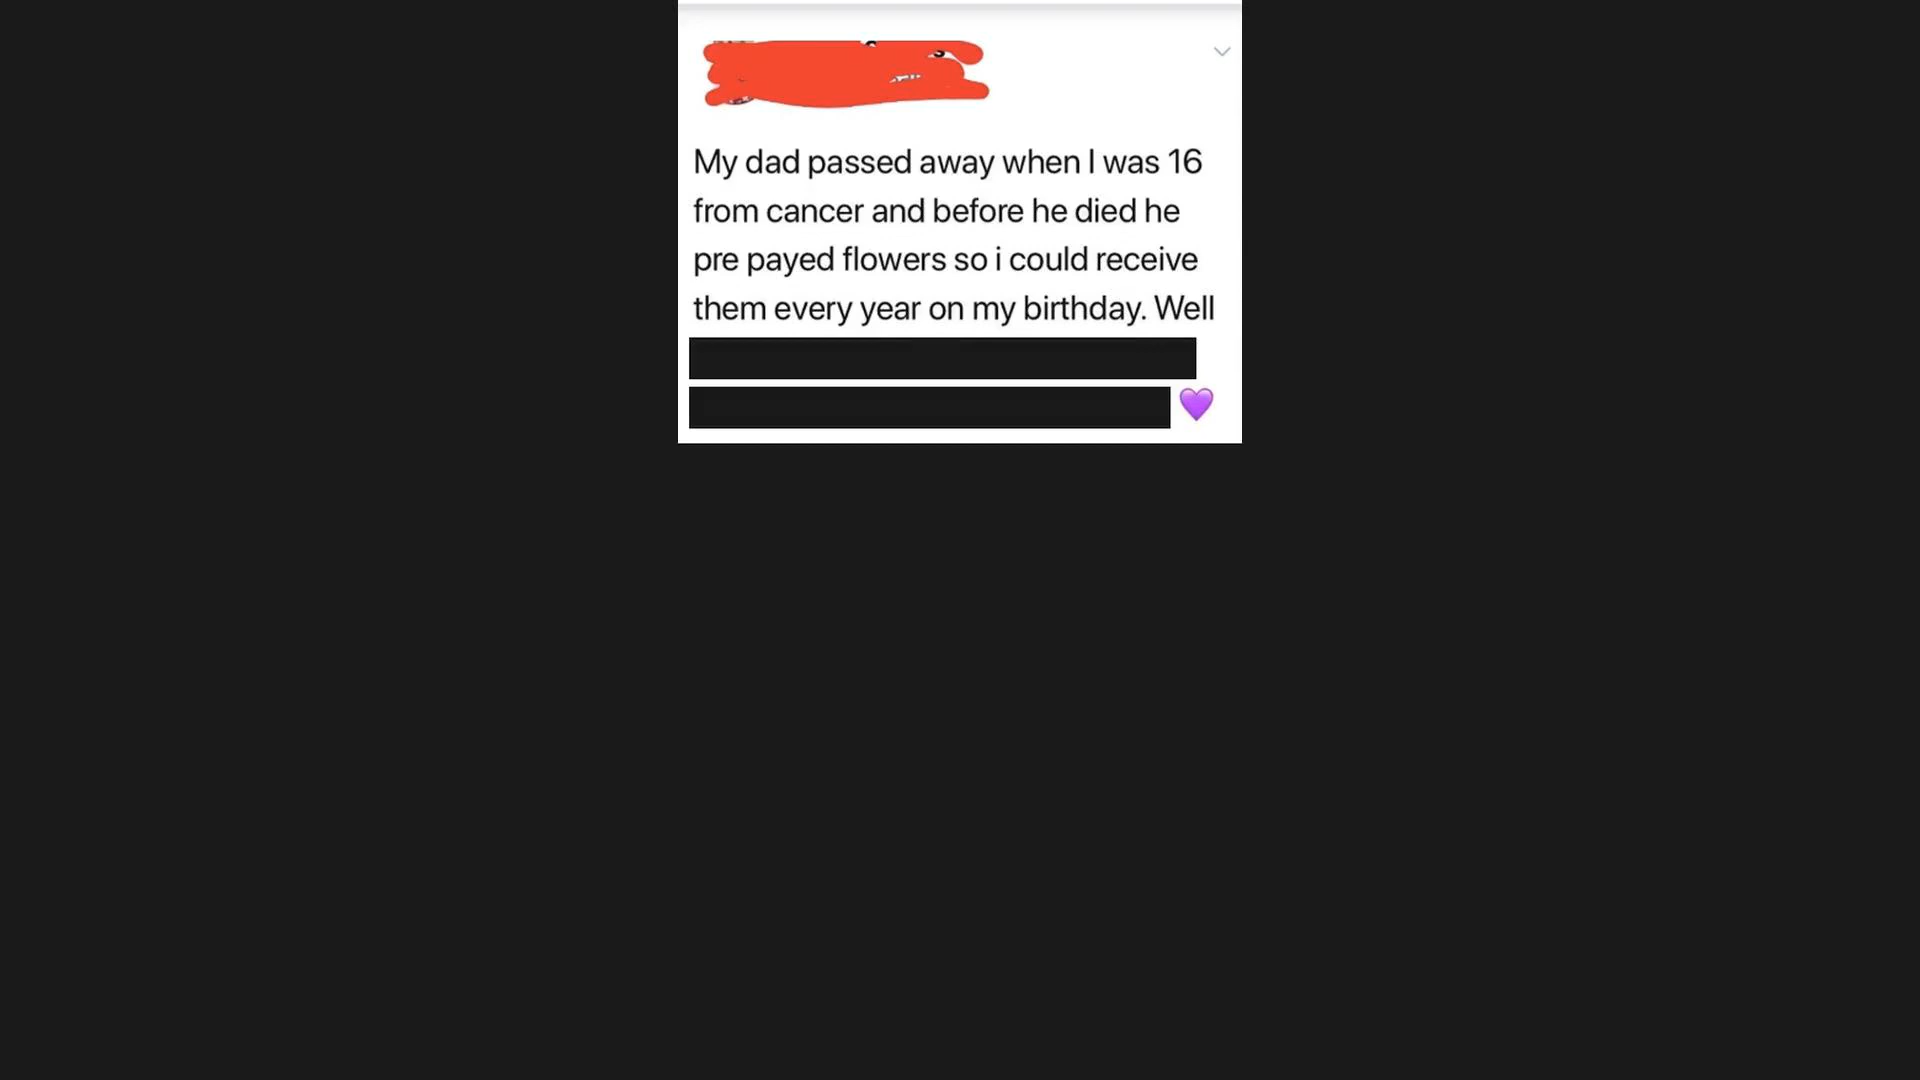 My dad passed away when I was 16
from cancer and before he died he
pre payed flowers so i could receive
them every year on my birthday. Well
💜